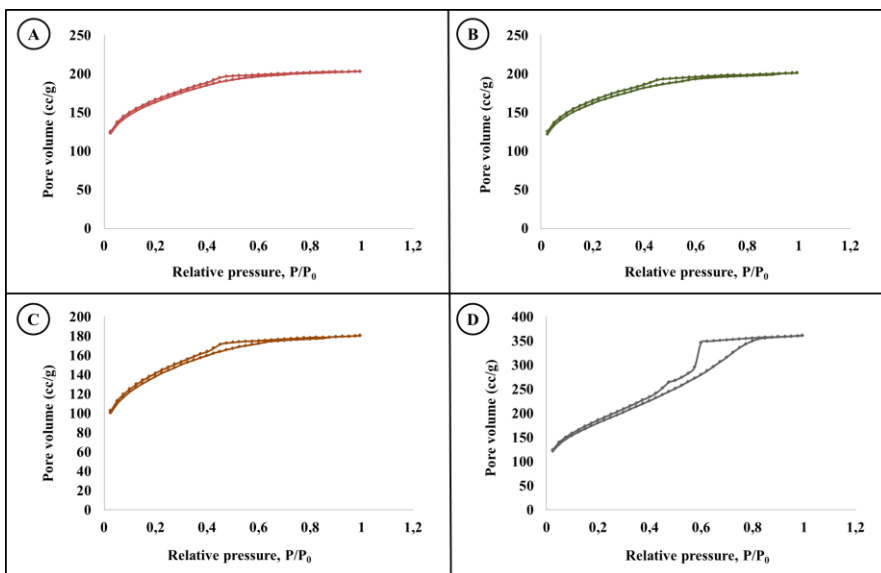 A
250
200
150
100
50
0
Pore volume (cc/g)
0 0,2 0,4 0,6 0,8 1 1,2
Relative pressure, P/P₀
B
250
200
150
100
50
0
Pore volume (cc/g)
0 0,2 0,4 0,6 0,8 1 1,2
Relative pressure, P/P₀
C
200
180
160
140
120
100
80
60
40
20
0
Pore volume (cc/g)
0 0,2 0,4 0,6 0,8 1 1,2
Relative pressure, P/P₀
D
400
350
300
250
200
150
100
50
0
Pore volume (cc/g)
0 0,2 0,4 0,6 0,8 1 1,2
Relative pressure, P/P₀